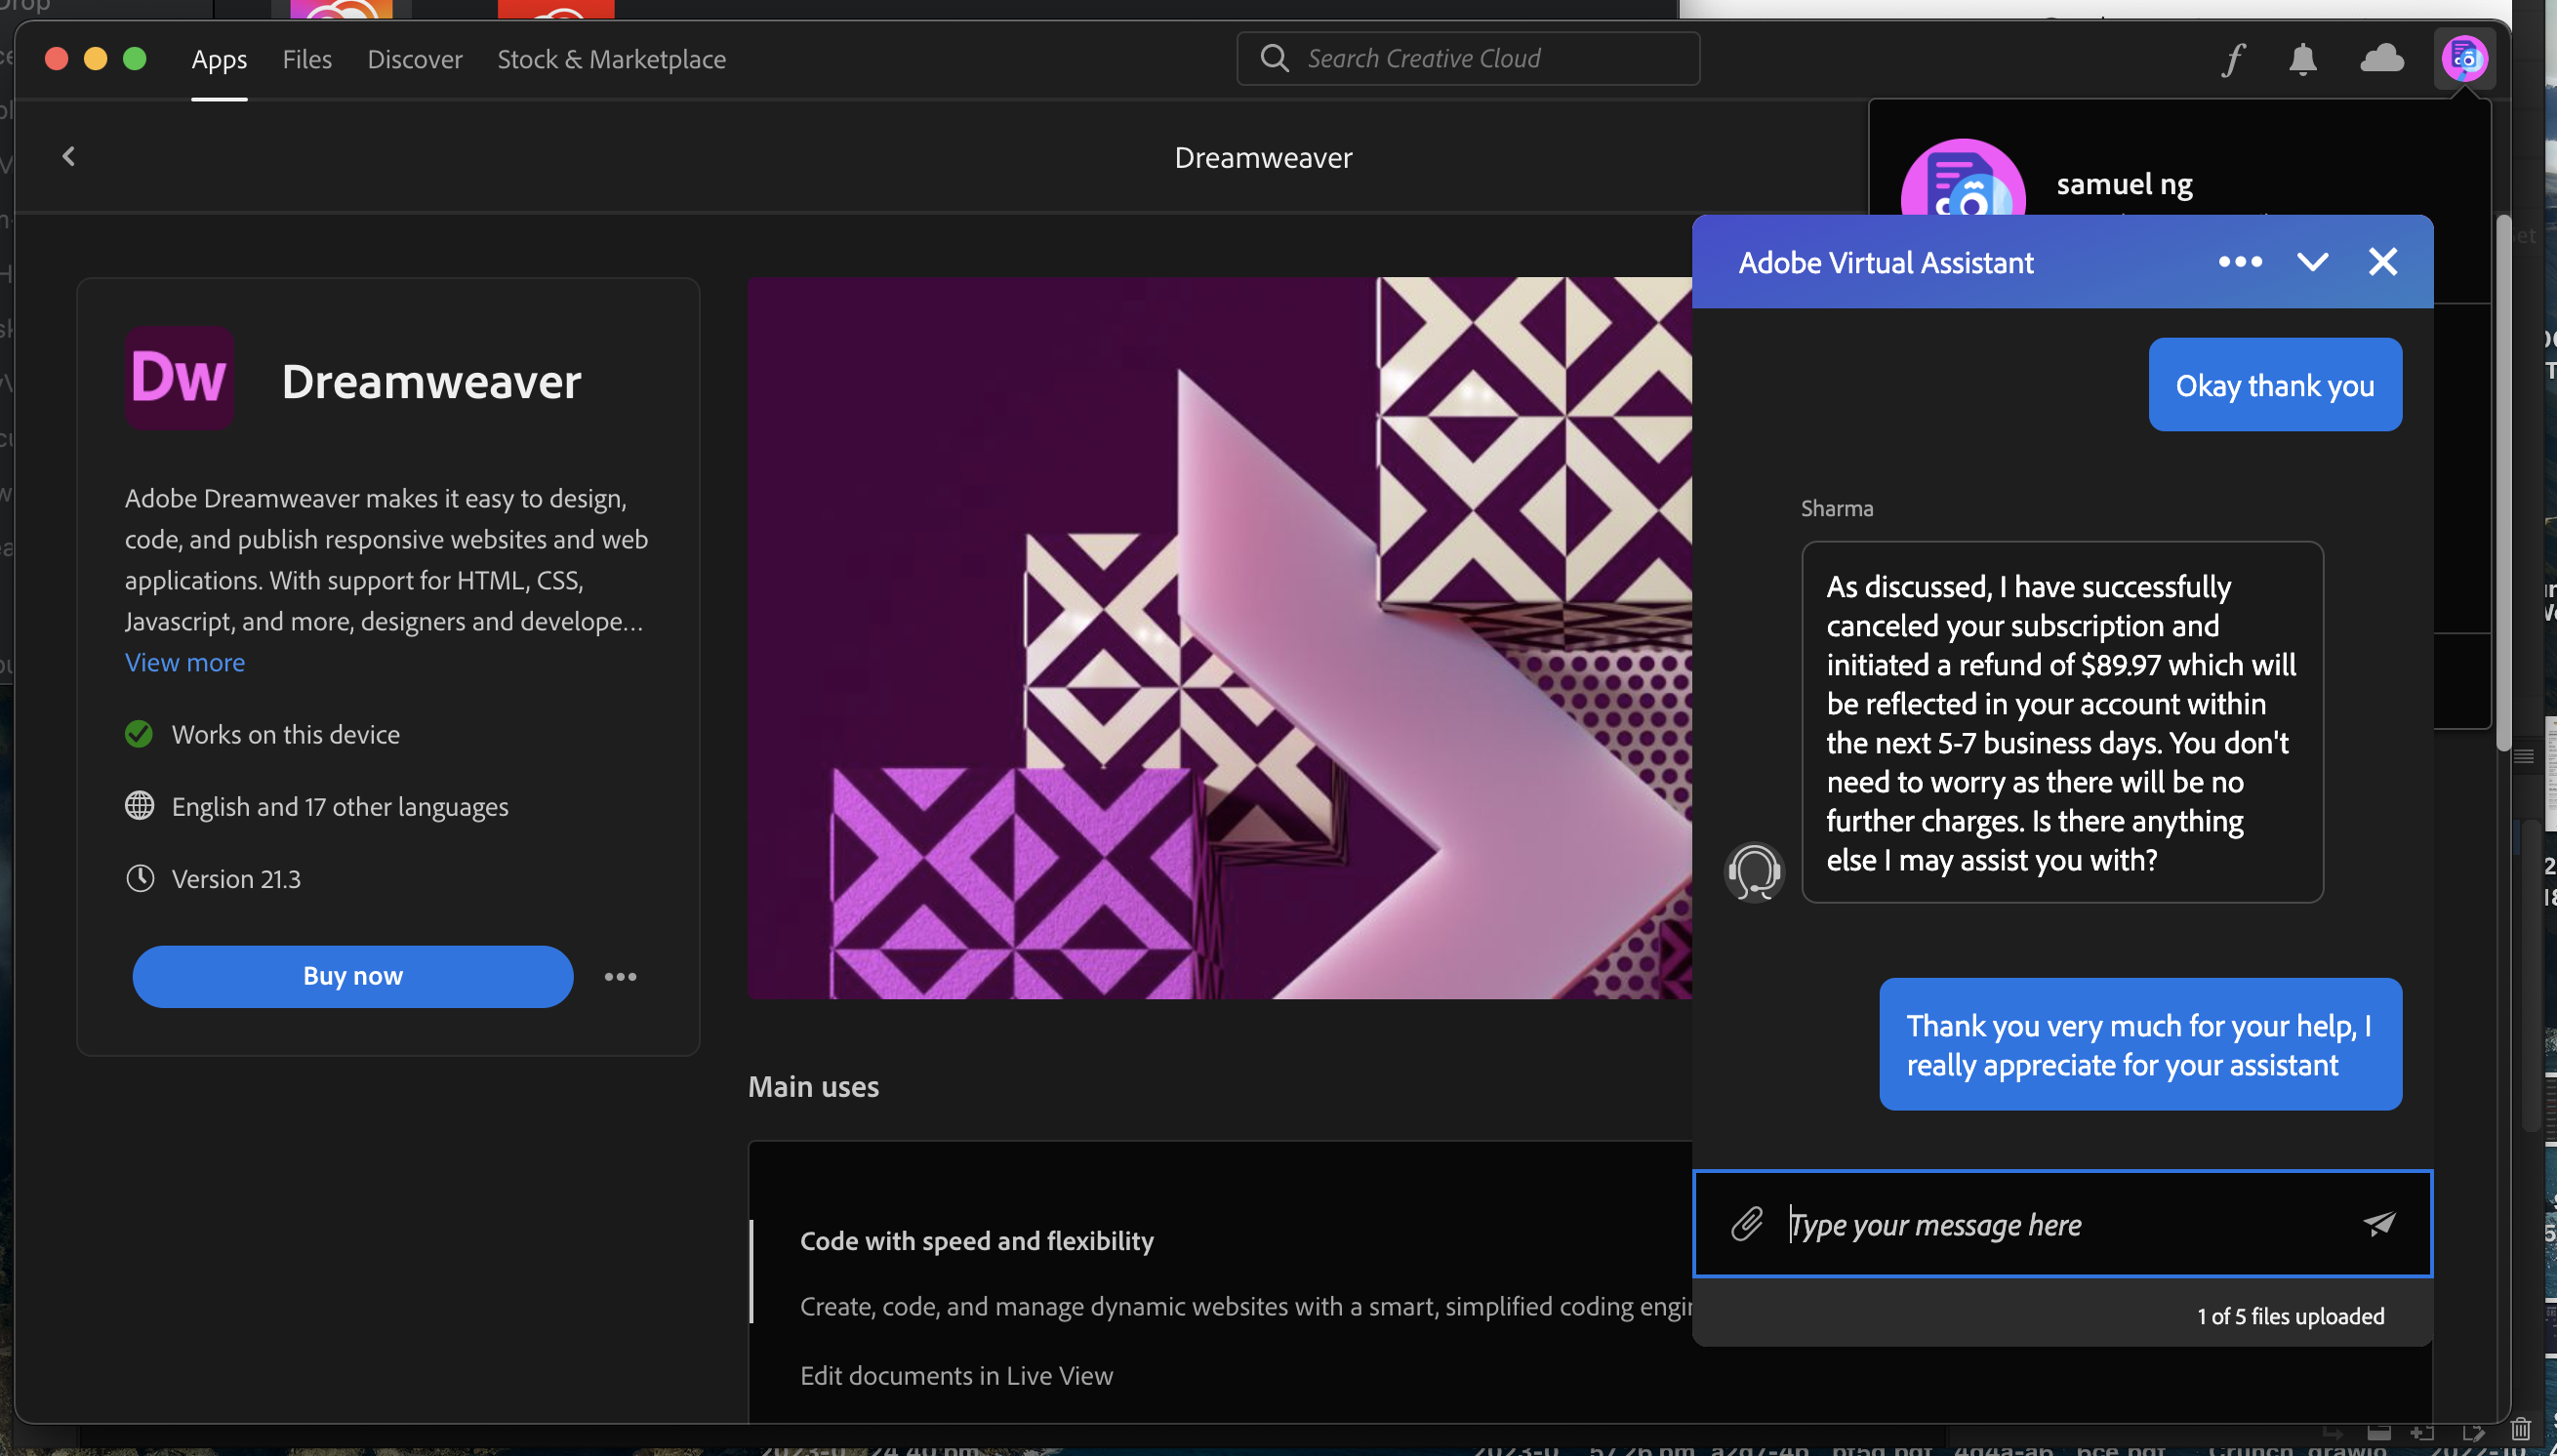 Drop
Apps
Files
Discover
Stock & Marketplace
Search Creative Cloud
Dreamweaver
samuel ng
Dw
Dreamweaver
Adobe Dreamweaver makes it easy to design,
code, and publish responsive websites and web
applications. With support for HTML, CSS,
Javascript, and more, designers and develope...
View more
Works on this device
English and 17 other languages
Version 21.3
Buy now
Main uses
Code with speed and flexibility
Create, code, and manage dynamic websites with a smart, simplified coding engin
Edit documents in Live View
Adobe Virtual Assistant
Okay thank you
Sharma
As discussed, I have successfully
canceled your subscription and
initiated a refund of $89.97 which will
be reflected in your account within
the next 5-7 business days. You don't
need to worry as there will be no
further charges. Is there anything
else I may assist you with?
Thank you very much for your help, I
really appreciate for your assistant
Type your message here
1 of 5 files uploaded